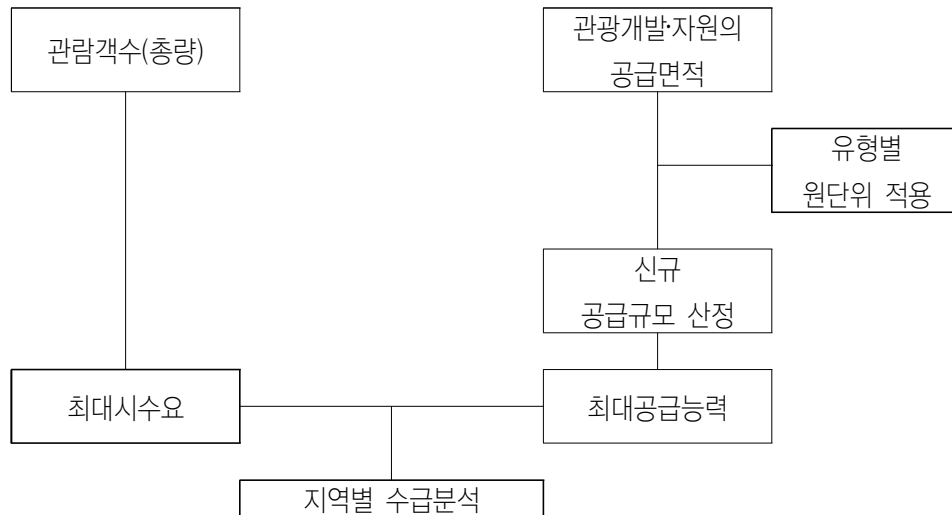 관람객수(총량)
관광개발·자원의
공급면적
유형별
원단위 적용
신규
공급규모 산정
최대시수요
최대공급능력
지역별 수급분석